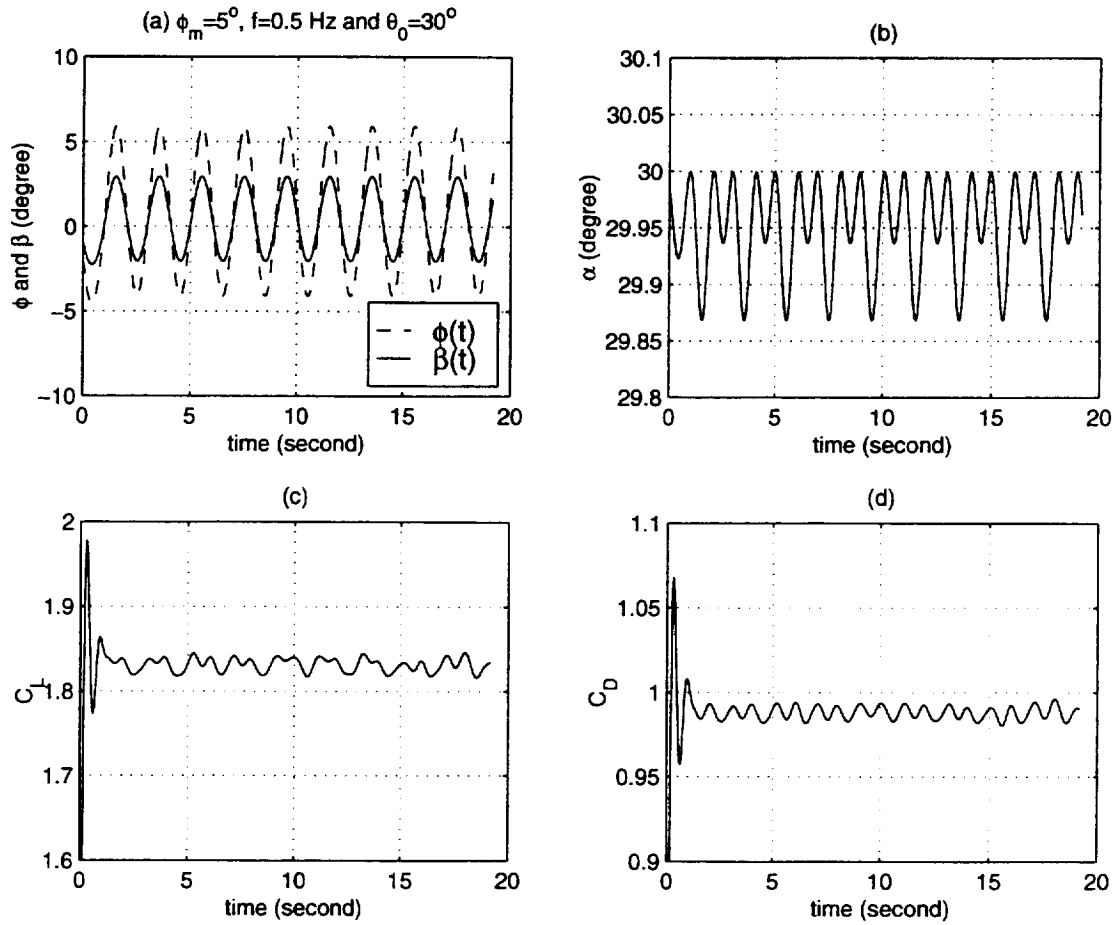 (a) ϕm=5°, f=0.5 Hz and θ0=30°
10
5
0
−5
−10
ϕ and β (degree)
ϕ(t)
β(t)
0 5 10 15 20
time (second)
(b)
30.1
30.05
30
29.95
29.9
29.85
29.8
α (degree)
0 5 10 15 20
time (second)
(c)
2
1.9
1.8
1.7
1.6
CL
0 5 10 15 20
time (second)
(d)
1.1
1.05
1
0.95
0.9
CD
0 5 10 15 20
time (second)